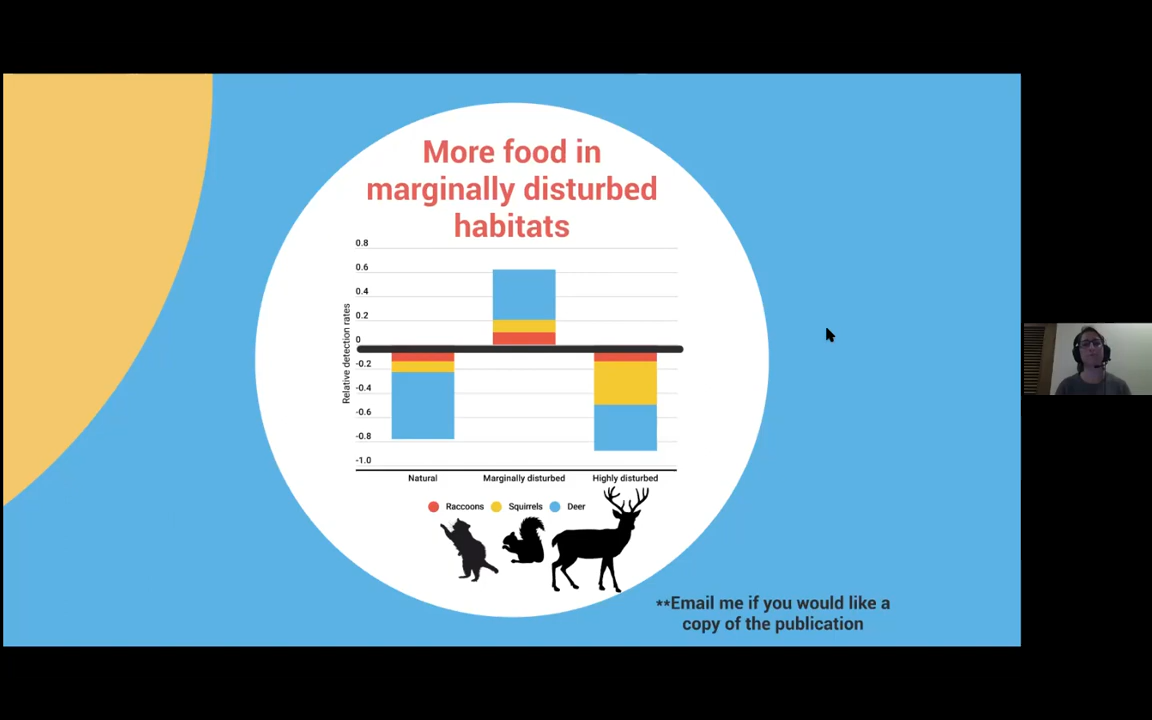 More food in
marginally disturbed
habitats
0.8
0.6
0.4
0.2
0
-0.2
-0.4
-0.6
-0.8
-1.0
Relative detection rates
Natural
Marginally disturbed
Highly disturbed
Raccoons
Squirrels
Deer
**Email me if you would like a
copy of the publication